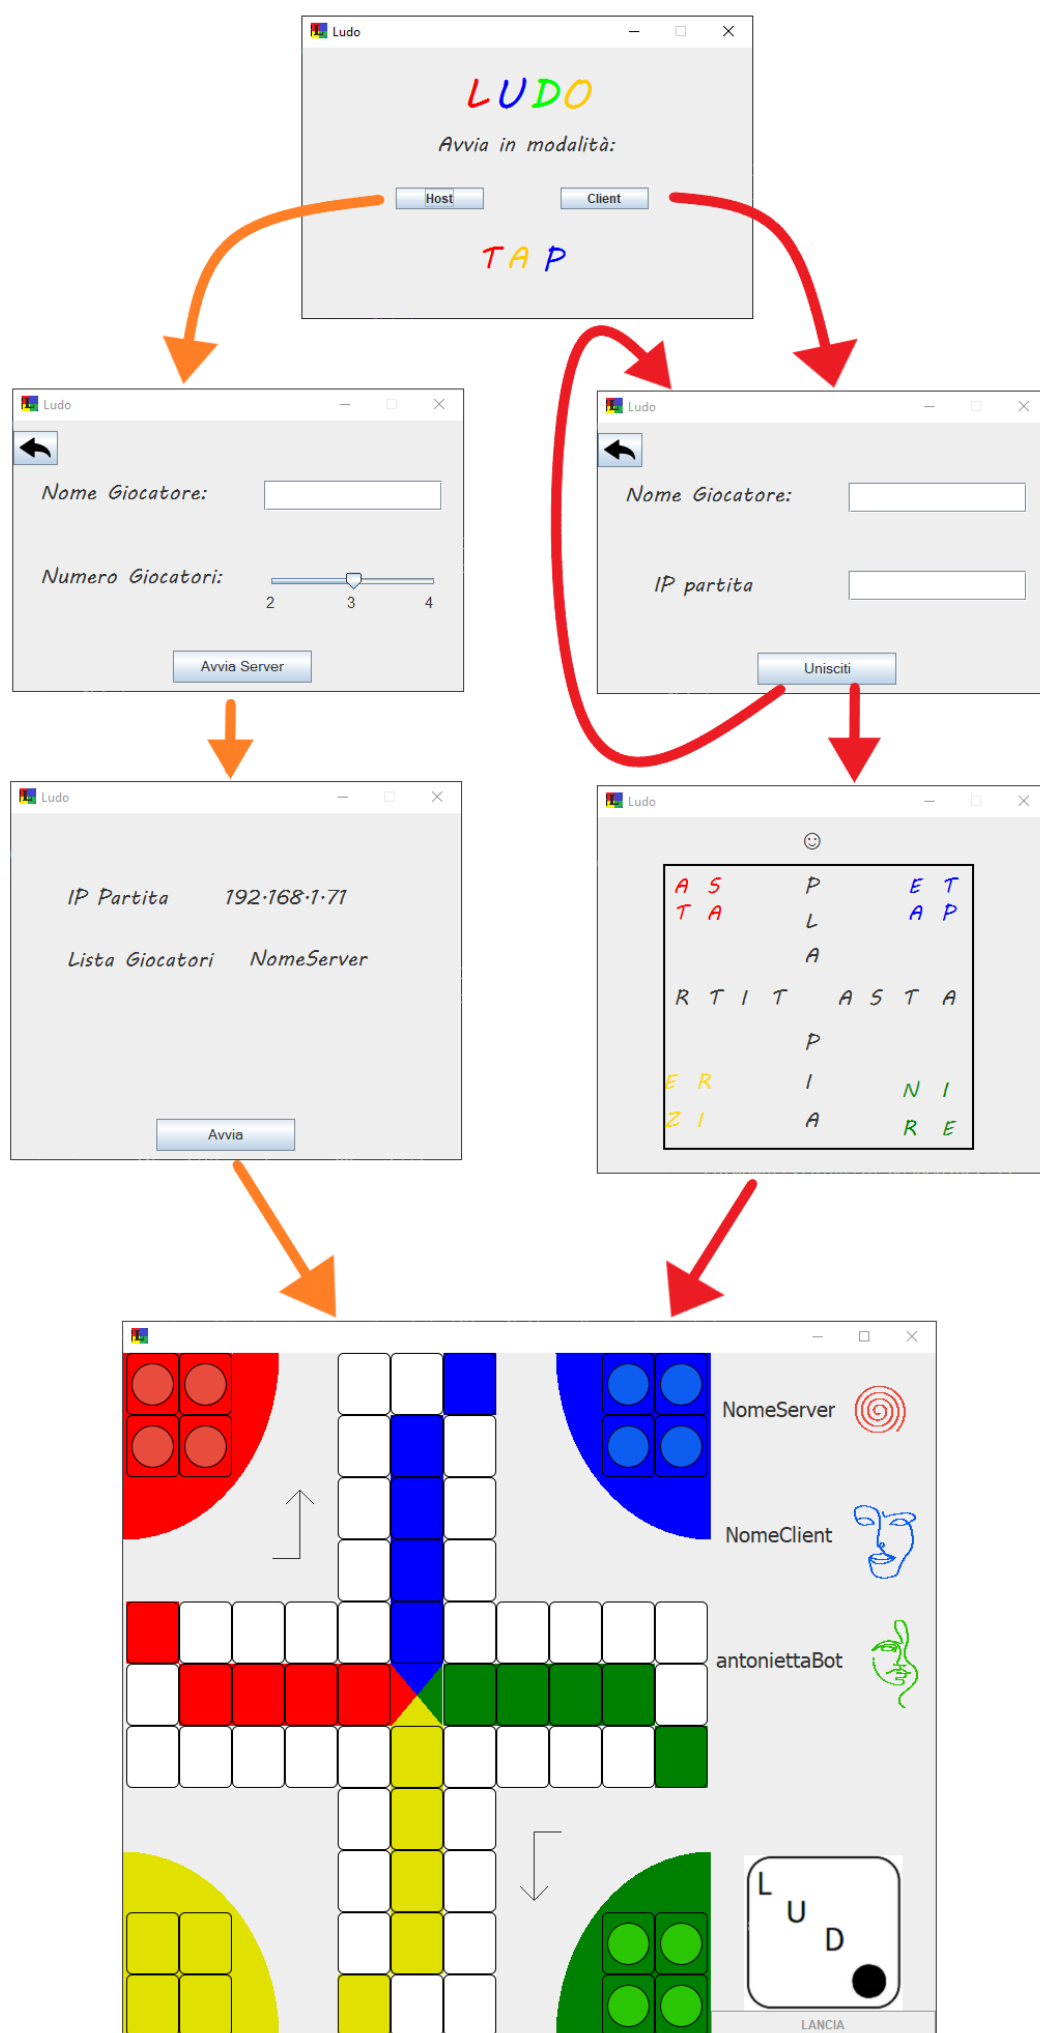 Ludo
LUDO
Avvia in modalità:
Host
Client
TAP
Ludo
Nome Giocatore:
Numero Giocatori:
2 3 4
Avvia Server
Ludo
Nome Giocatore:
IP partita
Unisciti
Ludo
IP Partita 192.168.1.71
Lista Giocatori NomeServer
Avvia
Ludo
A S P E T
T A L A P
A
R T I T A S T A
P
E R I N I
Z I A R E
NomeServer
NomeClient
antoniettaBot
L
U
D
LANCIA